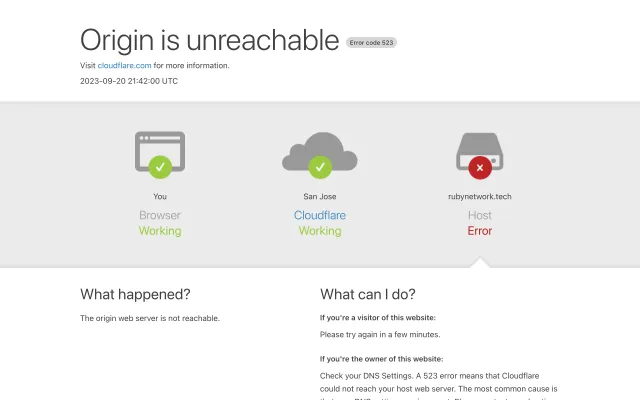 Origin is unreachable Error code 523
Visit cloudflare.com for more information.
2023-09-20 21:42:00 UTC
You
Browser
Working
San Jose
Cloudflare
Working
rubynetwork.tech
Host
Error
What happened?
The origin web server is not reachable.
What can I do?
If you're a visitor of this website:
Please try again in a few minutes.
If you're the owner of this website:
Check your DNS Settings. A 523 error means that Cloudflare
could not reach your host web server. The most common cause is